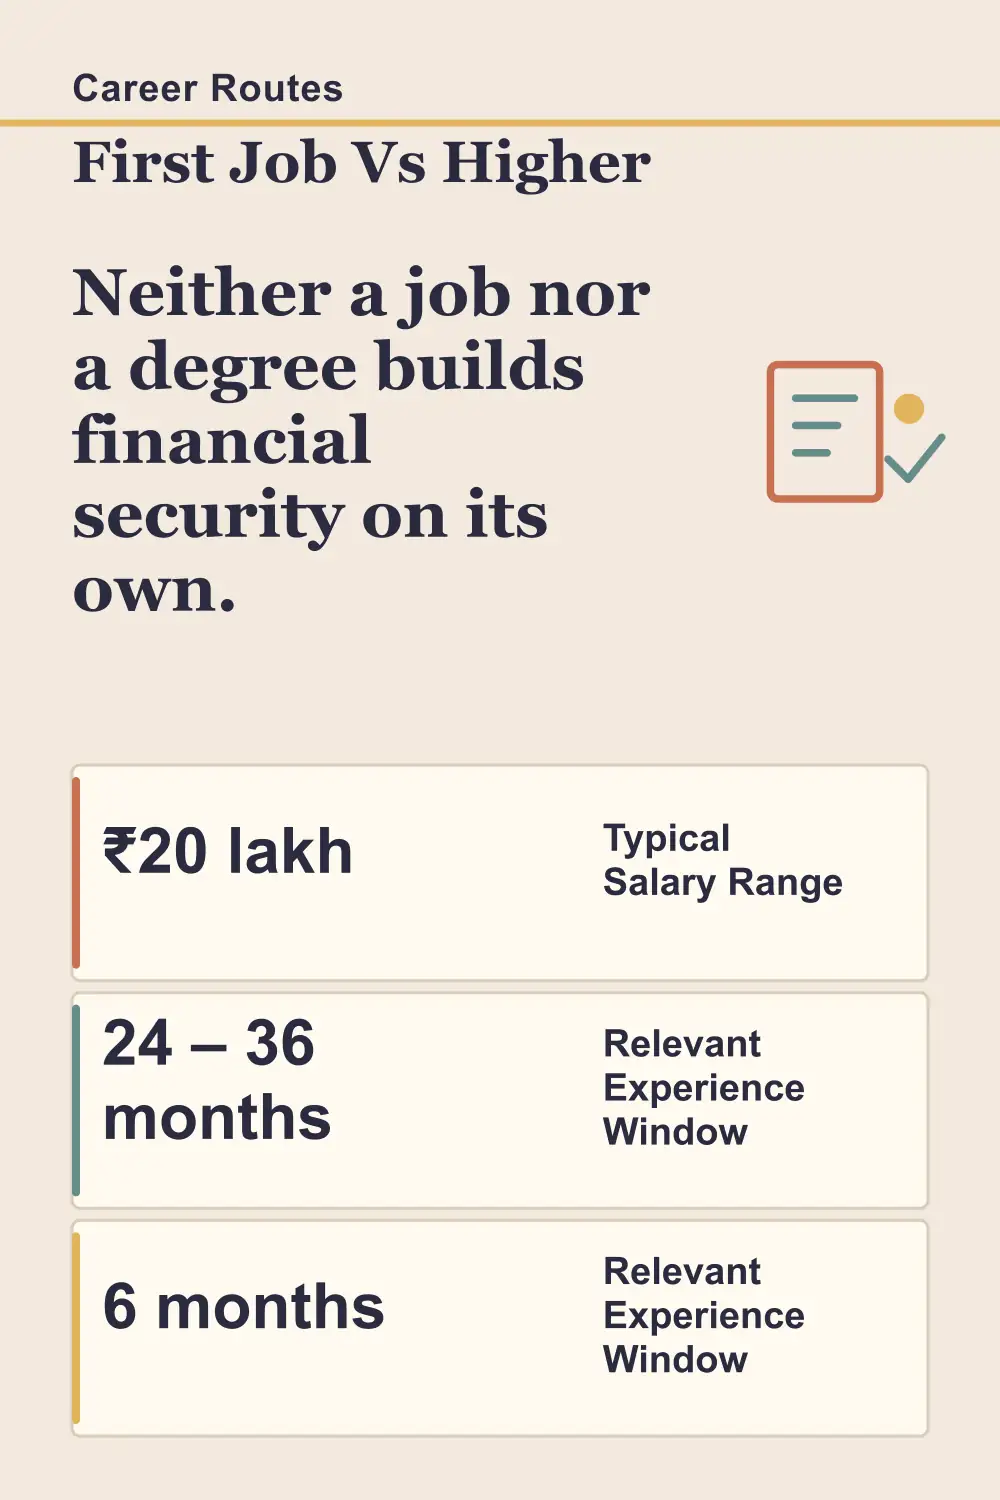 Career Routes
First Job Vs Higher
Neither a job nor
a degree builds
financial
security on its
own.
₹20 lakh
Typical
Salary Range
24 – 36
months
Relevant
Experience
Window
6 months
Relevant
Experience
Window